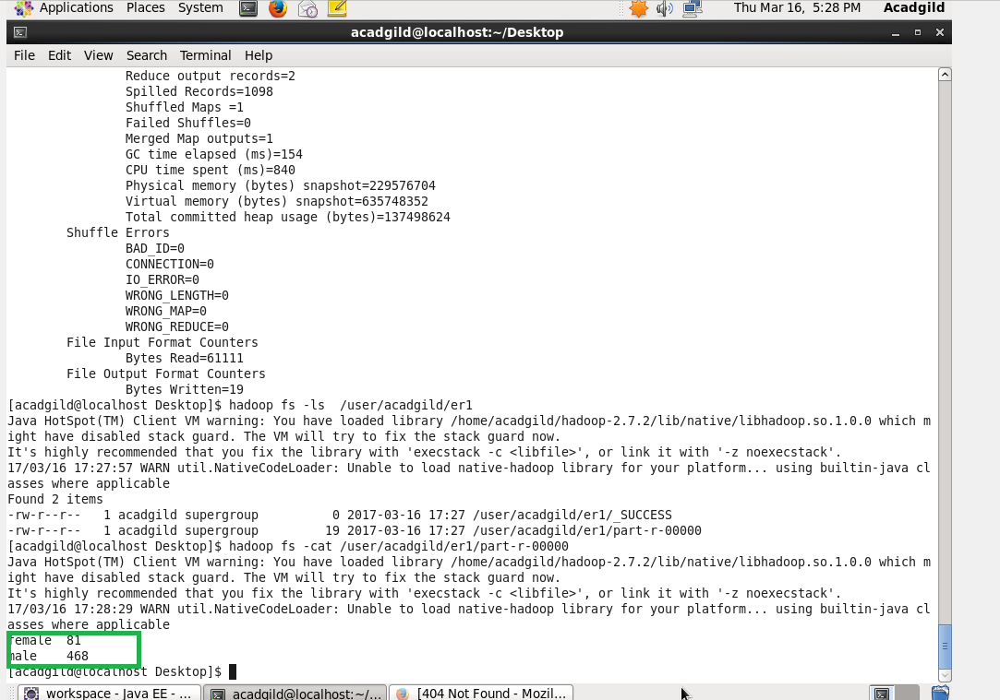 Applications Places System Thu Mar 16, 5:28 PM Acadgild
acadgild@localhost:~/Desktop
File Edit View Search Terminal Help
Reduce output records=2
Spilled Records=1098
Shuffled Maps =1
Failed Shuffles=0
Merged Map outputs=1
GC time elapsed (ms)=154
CPU time spent (ms)=840
Physical memory (bytes) snapshot=229576704
Virtual memory (bytes) snapshot=635748352
Total committed heap usage (bytes)=137498624
Shuffle Errors
BAD_ID=0
CONNECTION=0
IO_ERROR=0
WRONG_LENGTH=0
WRONG_MAP=0
WRONG_REDUCE=0
File Input Format Counters
Bytes Read=61111
File Output Format Counters
Bytes Written=19
[acadgild@localhost Desktop]$ hadoop fs -ls  /user/acadgild/er1
Java HotSpot(TM) Client VM warning: You have loaded library /home/acadgild/hadoop-2.7.2/lib/native/libhadoop.so.1.0.0 which m
ight have disabled stack guard. The VM will try to fix the stack guard now.
It's highly recommended that you fix the library with 'execstack -c <libfile>', or link it with '-z noexecstack'.
17/03/16 17:27:57 WARN util.NativeCodeLoader: Unable to load native-hadoop library for your platform... using builtin-java cl
asses where applicable
Found 2 items
-rw-r--r--   1 acadgild supergroup          0 2017-03-16 17:27 /user/acadgild/er1/_SUCCESS
-rw-r--r--   1 acadgild supergroup         19 2017-03-16 17:27 /user/acadgild/er1/part-r-00000
[acadgild@localhost Desktop]$ hadoop fs -cat /user/acadgild/er1/part-r-00000
Java HotSpot(TM) Client VM warning: You have loaded library /home/acadgild/hadoop-2.7.2/lib/native/libhadoop.so.1.0.0 which m
ight have disabled stack guard. The VM will try to fix the stack guard now.
It's highly recommended that you fix the library with 'execstack -c <libfile>', or link it with '-z noexecstack'.
17/03/16 17:28:29 WARN util.NativeCodeLoader: Unable to load native-hadoop library for your platform... using builtin-java cl
asses where applicable
female  81
male    468
[acadgild@localhost Desktop]$
workspace - Java EE - ... acadgild@localhost:~/... [404 Not Found - Mozil...